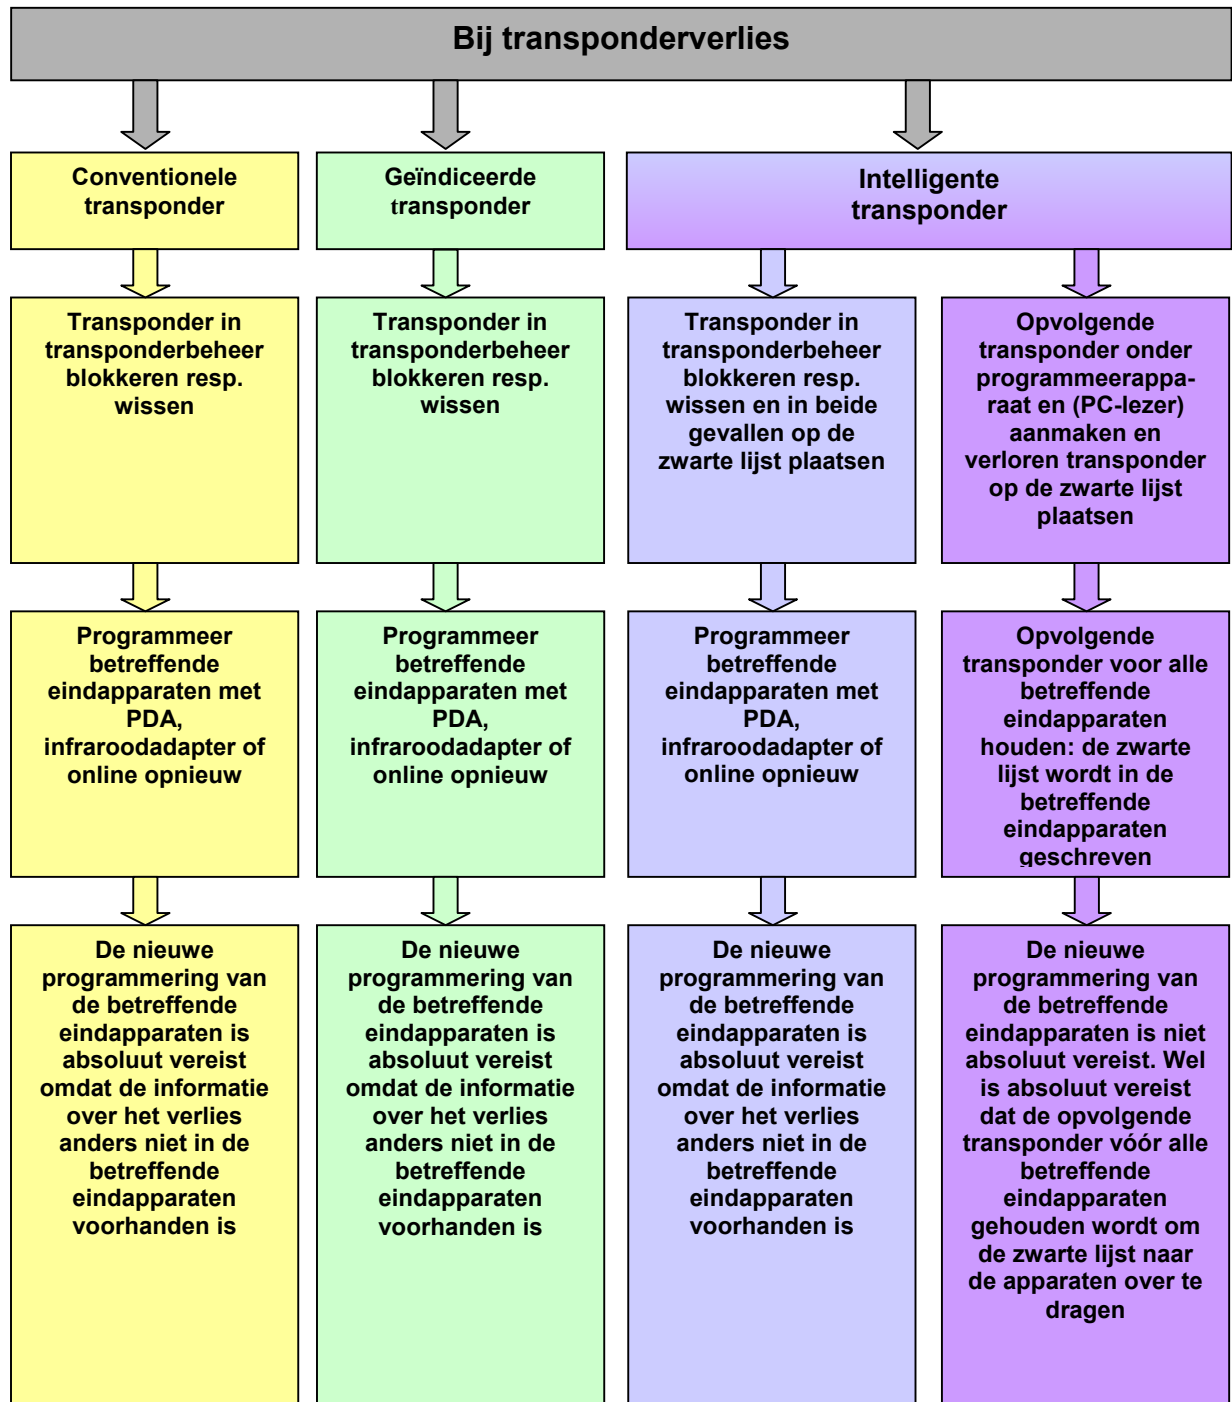 Bij transponderverlies
Conventionele
transponder
Geïndiceerde
transponder
Intelligente
transponder
Transponder in
transponderbeheer
blokkeren resp.
wissen
Transponder in
transponderbeheer
blokkeren resp.
wissen
Transponder in
transponderbeheer
blokkeren resp.
wissen en in beide
gevallen op de
zwarte lijst plaatsen
Opvolgende
transponder onder
programmeerappa-
raat en (PC-lezer)
aanmaken en
verloren transponder
op de zwarte lijst
plaatsen
Programmeer
betreffende
eindapparaten met
PDA,
infraroodadapter of
online opnieuw
Programmeer
betreffende
eindapparaten met
PDA,
infraroodadapter of
online opnieuw
Programmeer
betreffende
eindapparaten met
PDA,
infraroodadapter of
online opnieuw
Opvolgende
transponder voor alle
betreffende
eindapparaten
houden: de zwarte
lijst wordt in de
betreffende
eindapparaten
geschreven
De nieuwe
programmering van
de betreffende
eindapparaten is
absoluut vereist
omdat de informatie
over het verlies
anders niet in de
betreffende
eindapparaten
voorhanden is
De nieuwe
programmering van
de betreffende
eindapparaten is
absoluut vereist
omdat de informatie
over het verlies
anders niet in de
betreffende
eindapparaten
voorhanden is
De nieuwe
programmering van
de betreffende
eindapparaten is
absoluut vereist
omdat de informatie
over het verlies
anders niet in de
betreffende
eindapparaten
voorhanden is
De nieuwe
programmering van
de betreffende
eindapparaten is niet
absoluut vereist. Wel
is absoluut vereist
dat de opvolgende
transponder vóór alle
betreffende
eindapparaten
gehouden wordt om
de zwarte lijst naar
de apparaten over te
dragen